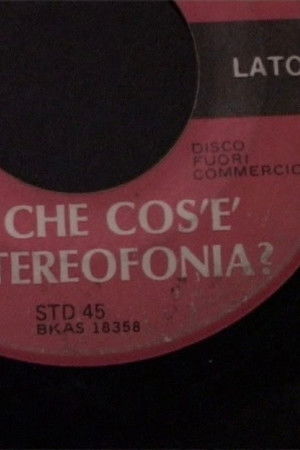 LATO
DISCO
FUORI
COMMERCIO
CHE COS'E'
TEREOFONIA?
STD 45
BKAS 18358